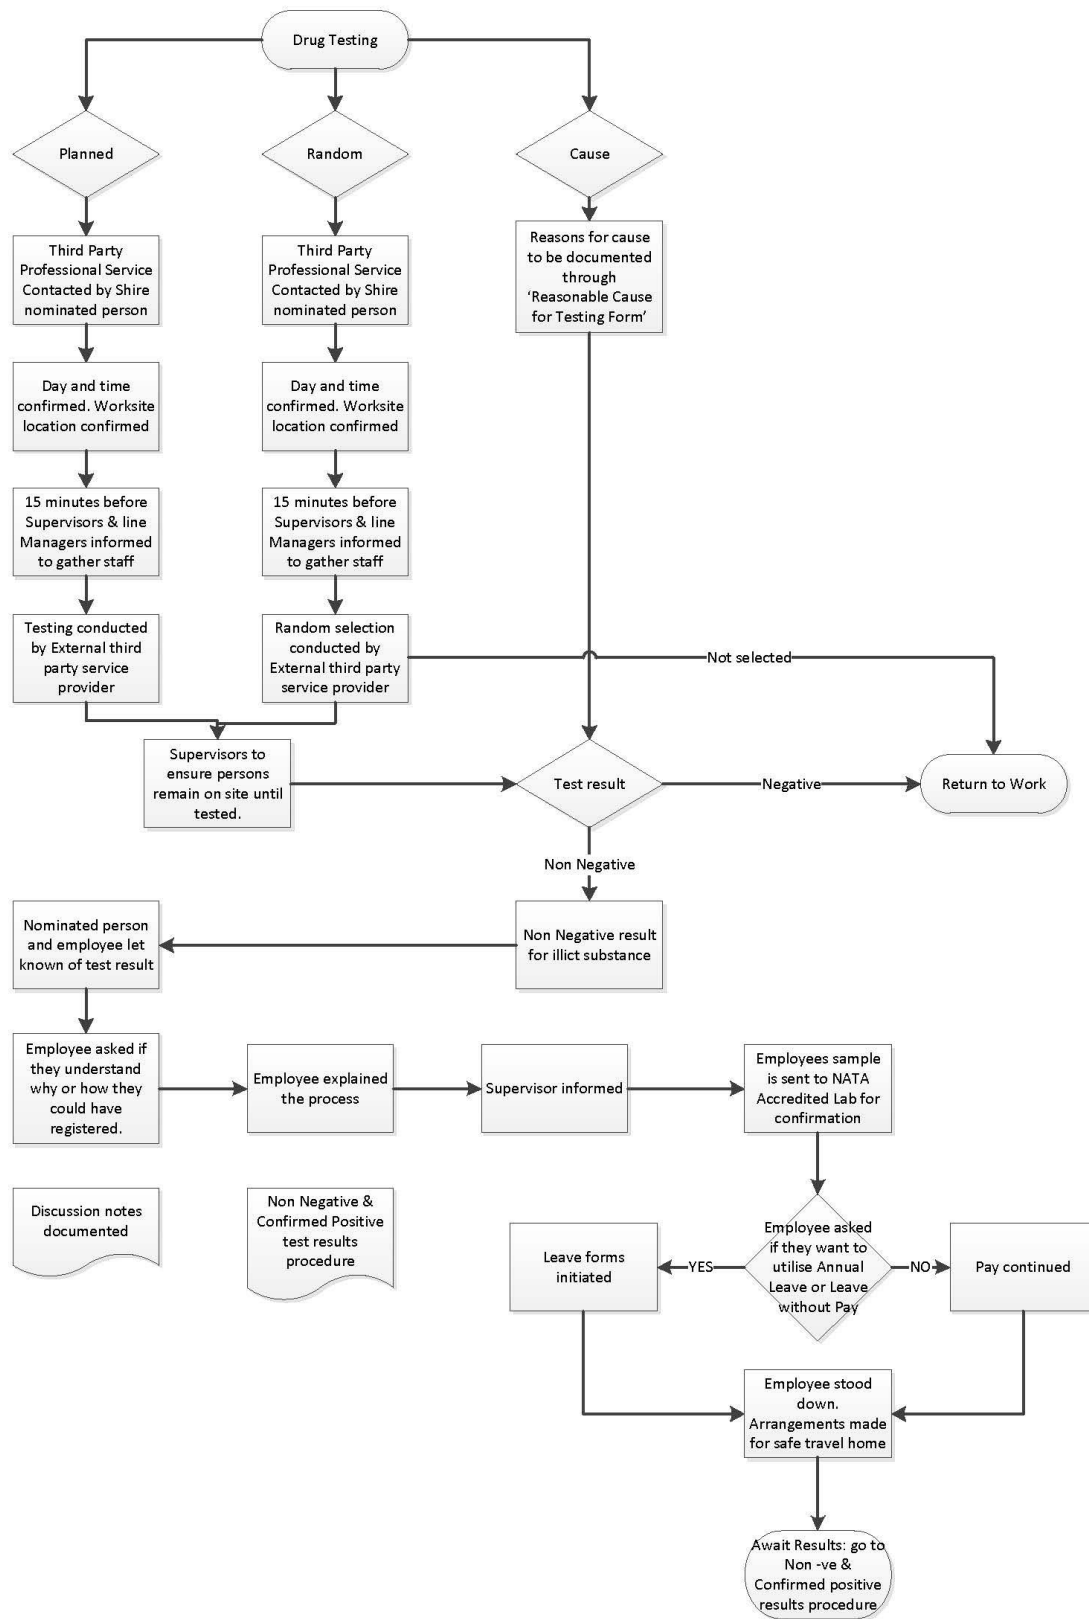 Drug Testing
Planned
Random
Cause
Third Party
Professional Service
Contacted by Shire
nominated person
Third Party
Professional Service
Contacted by Shire
nominated person
Reasons for cause
to be documented
through
‘Reasonable Cause
for Testing Form’
Day and time
confirmed. Worksite
location confirmed
Day and time
confirmed. Worksite
location confirmed
15 minutes before
Supervisors & line
Managers informed
to gather staff
15 minutes before
Supervisors & line
Managers informed
to gather staff
Testing conducted
by External third
party service
provider
Random selection
conducted by
External third party
service provider
Not selected
Supervisors to
ensure persons
remain on site until
tested.
Test result
Negative
Return to Work
Non Negative
Nominated person
and employee let
known of test result
Non Negative result
for illict substance
Employee asked if
they understand
why or how they
could have
registered.
Employee explained
the process
Supervisor informed
Employees sample
is sent to NATA
Accredited Lab for
confirmation
Discussion notes
documented
Non Negative &
Confirmed Positive
test results
procedure
Leave forms
initiated
YES
Employee asked
if they want to
utilise Annual
Leave or Leave
without Pay
NO
Pay continued
Employee stood
down.
Arrangements made
for safe travel home
Await Results: go to
Non -ve &
Confirmed positive
results procedure